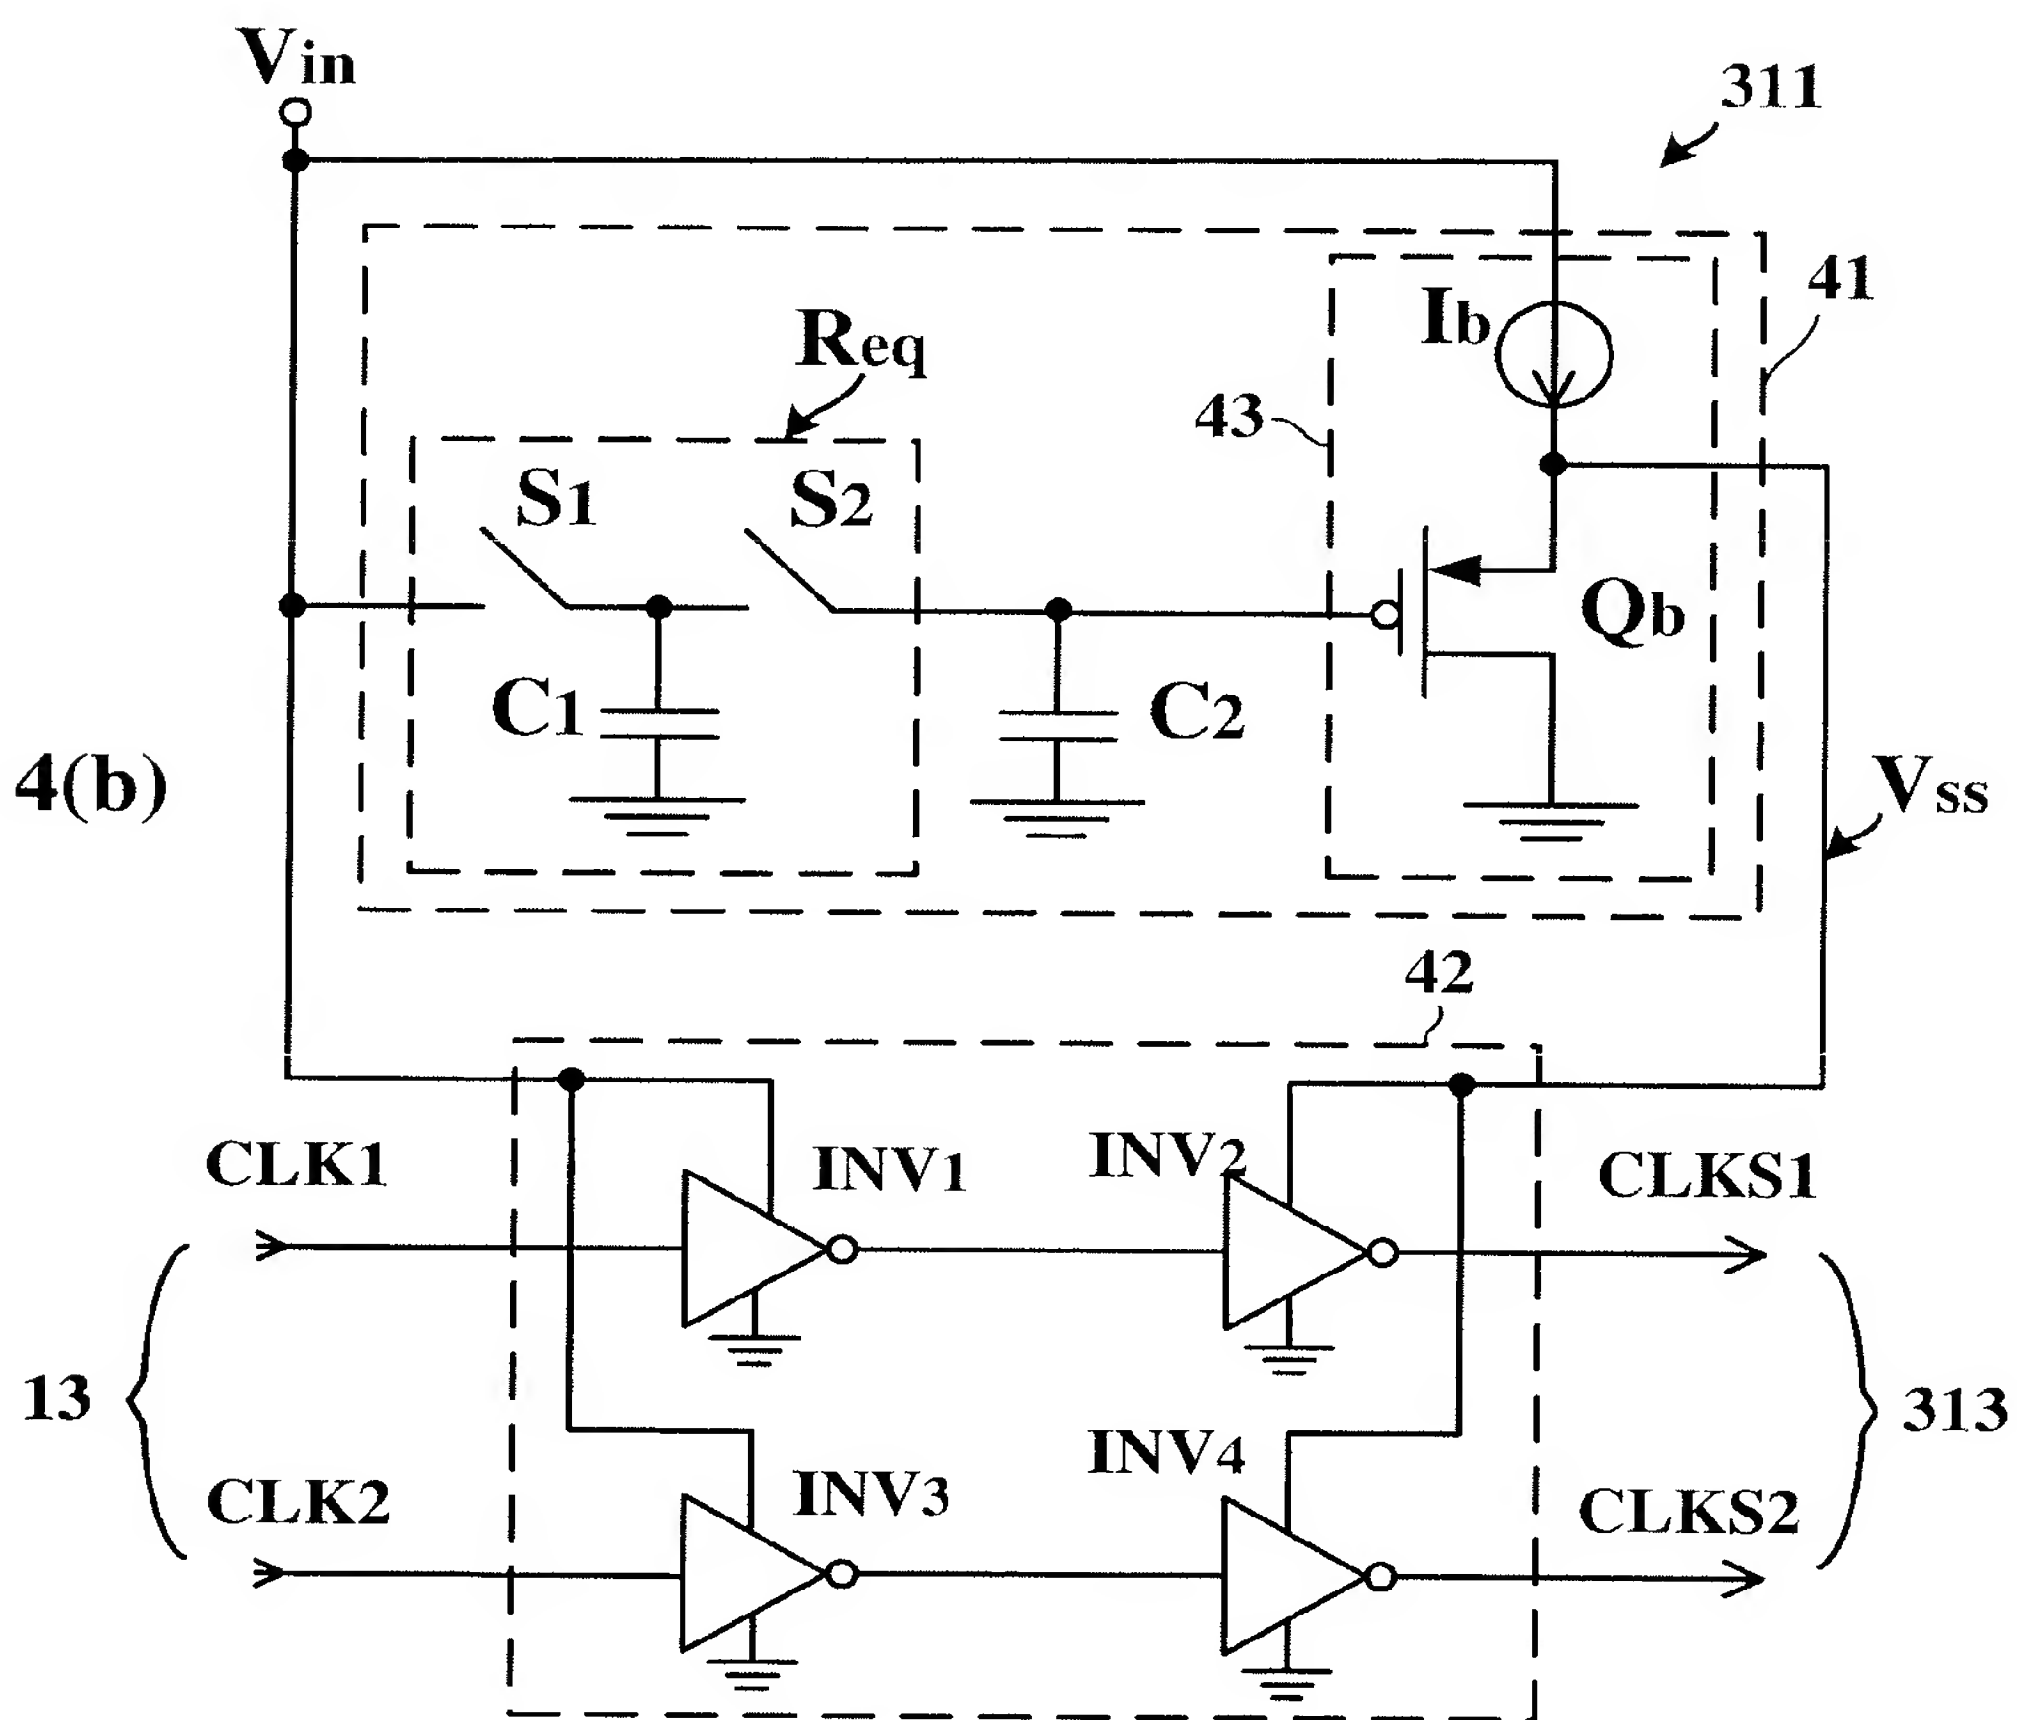 Vin
311
41
Ib
Req
43
S1
S2
Qb
C1
C2
4(b)
Vss
42
CLK1
INV1
INV2
CLKS1
13
313
CLK2
INV3
INV4
CLKS2